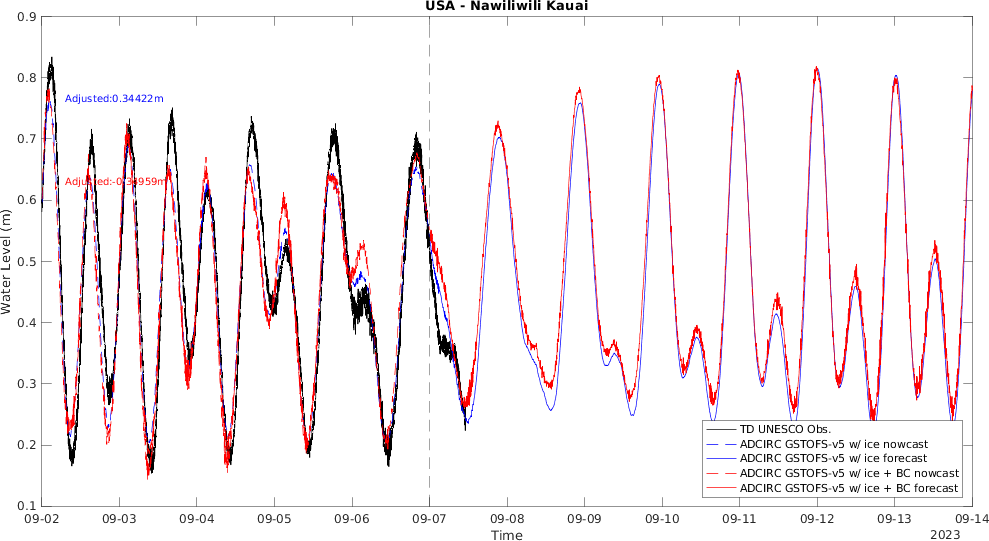 USA - Nawiliwili Kauai
0.9
0.8
0.7
0.6
0.5
0.4
0.3
0.2
0.1
Water Level (m)
Adjusted:0.34422m
TD UNESCO Obs.
ADCIRC GSTOFS-v5 w/ ice nowcast
ADCIRC GSTOFS-v5 w/ ice forecast
ADCIRC GSTOFS-v5 w/ ice + BC nowcast
ADCIRC GSTOFS-v5 w/ ice + BC forecast
09-02 09-03 09-04 09-05 09-06 09-07 09-08 09-09 09-10 09-11 09-12 09-13 09-14
Time
2023